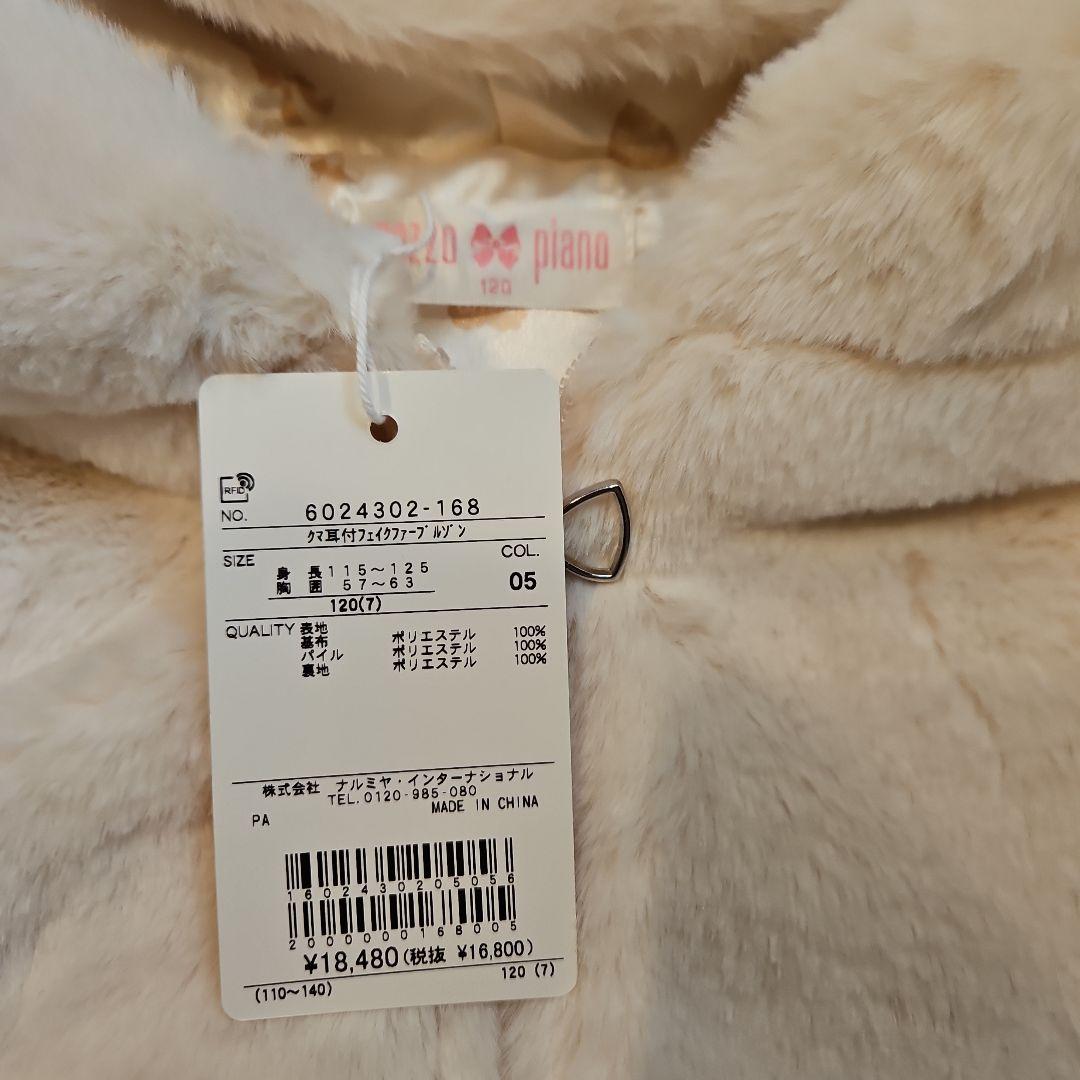 piano
120
RFID
NO. 6024302-168
クマ耳付フェイクファーブルゾン
SIZE
COL.
身 長 115～125
胸 囲 57～63
05
120(7)
QUALITY 表地
基布 ポリエステル 100%
パイル ポリエステル 100%
裏地 ポリエステル 100%
株式会社 ナルミヤ・インターナショナル
TEL.0120-985-080
MADE IN CHINA
PA
1602430205056
2000000168005
¥18,480(税抜 ¥16,800)
120 (7)
(110～140)